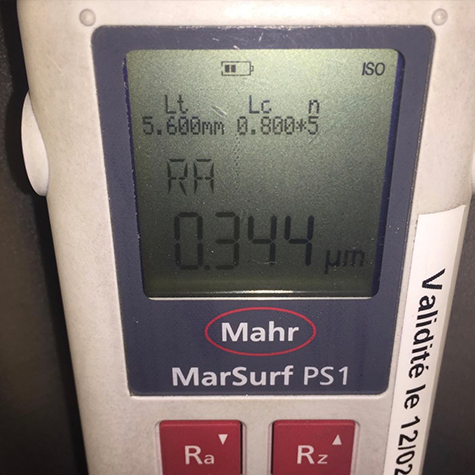 ISO
Lt Lc n
5.600mm 0.800*5
RA
0.344 µm
Mahr
MarSurf PS1
Ra Rz
Validité le 12/02